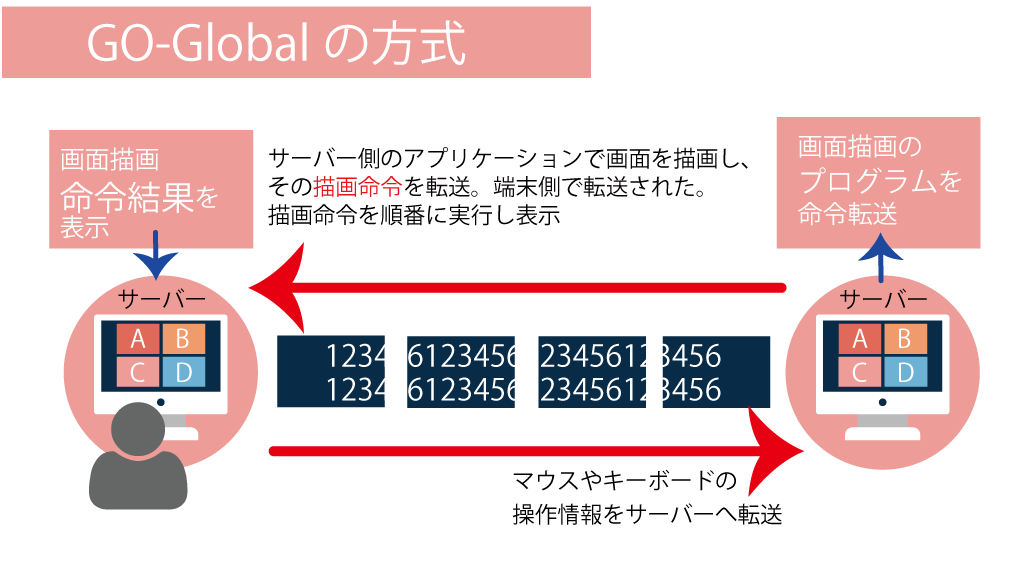 GO-Global の方式
画面描画
命令結果を
表示
サーバー側のアプリケーションで画面を描画し、
その描画命令を転送。端末側で転送された。
描画命令を順番に実行し表示
画面描画の
プログラムを
命令転送
サーバー
A B
C D
サーバー
A B
C D
1234 6123456 23456123456
1234 6123456 23456123456
マウスやキーボードの
操作情報をサーバーへ転送